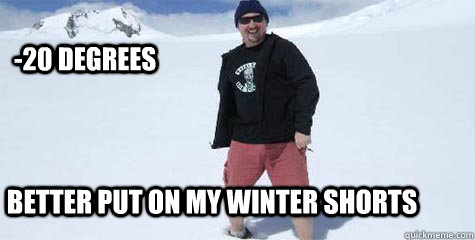 -20 DEGREES
BETTER PUT ON MY WINTER SHORTS
quickmeme.com